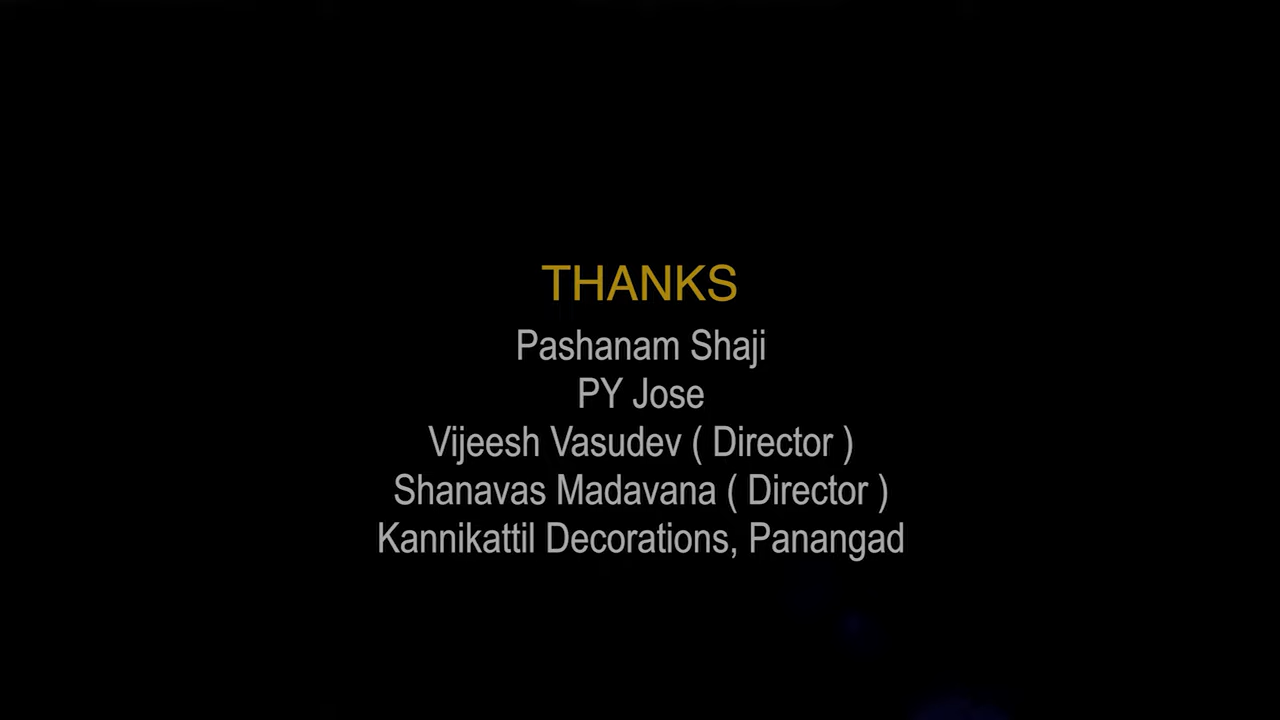 THANKS
Pashanam Shaji
PY Jose
Vijeesh Vasudev ( Director )
Shanavas Madavana ( Director )
Kannikattil Decorations, Panangad